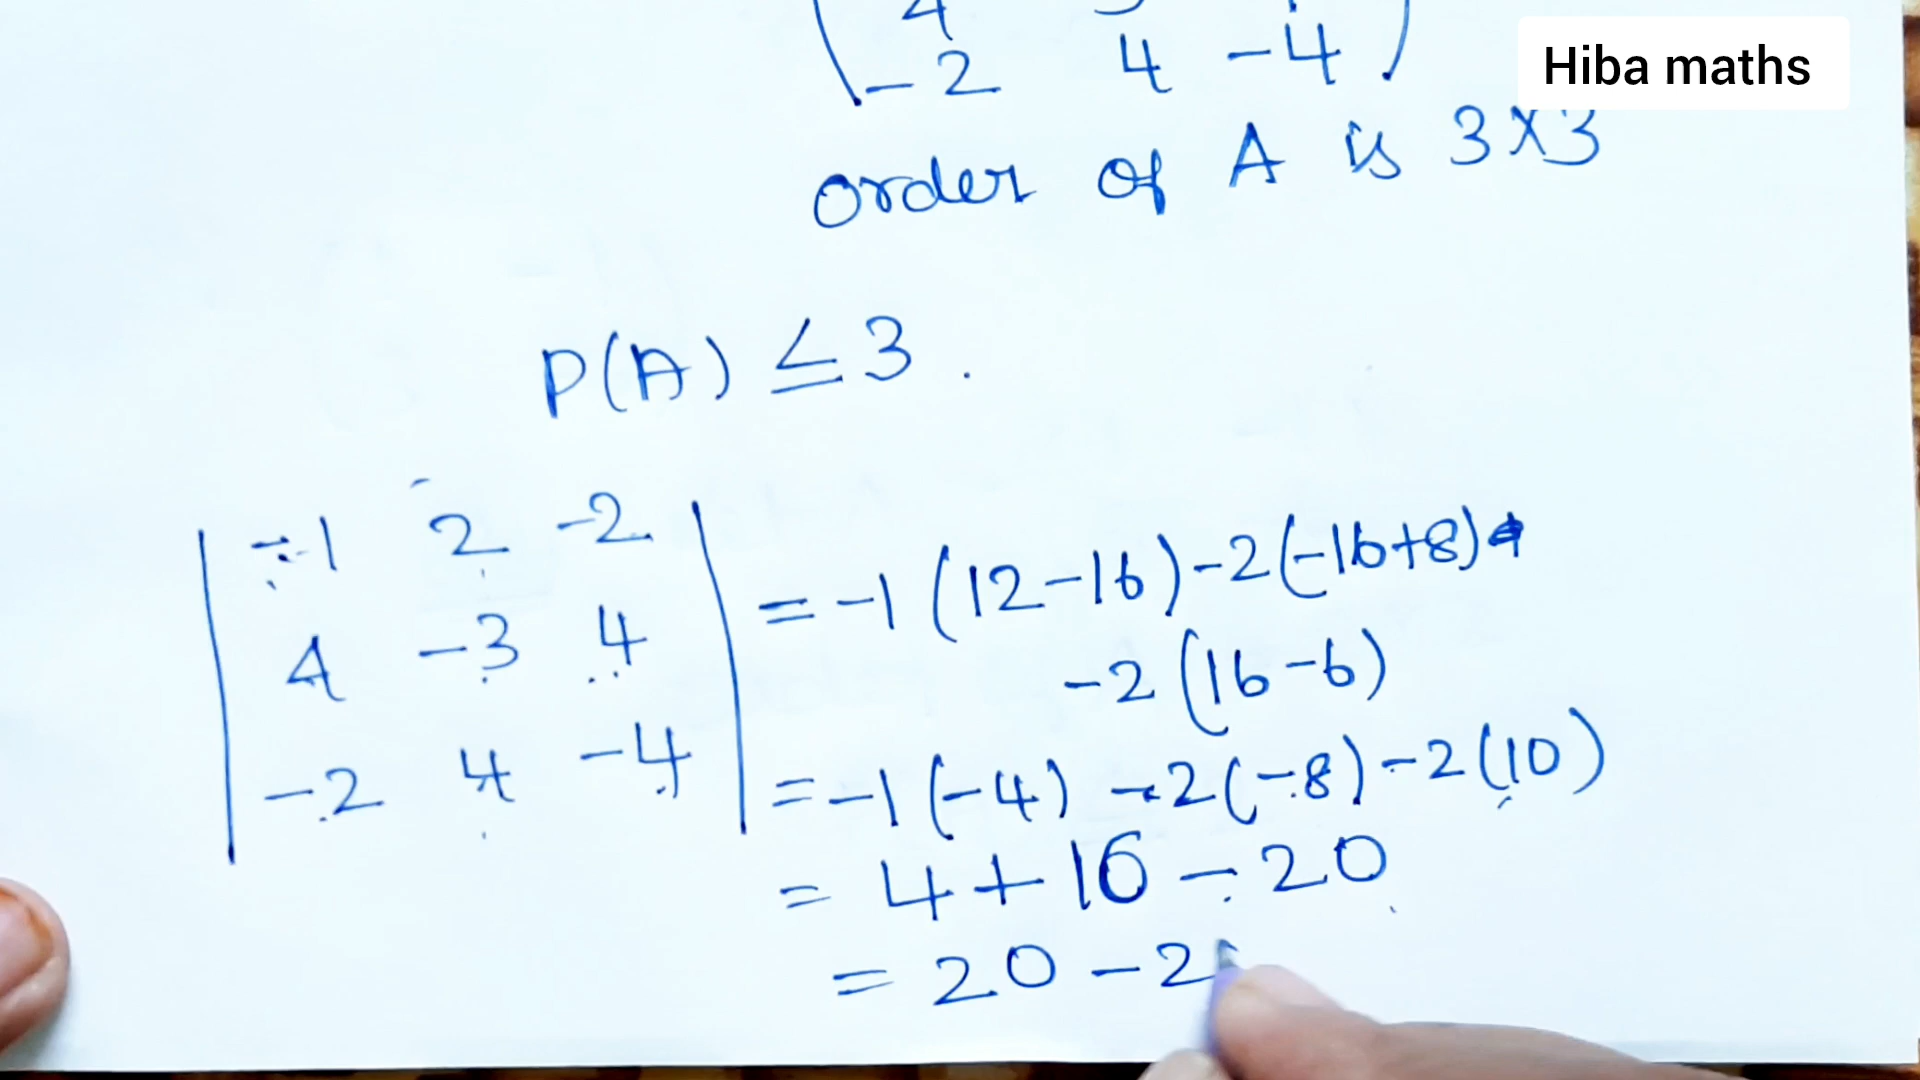 4
-2 4 -4
Hiba maths
order of A is 3×3
P(A) ≤ 3 .
| -1 2 -2 | = -1 (12-16) -2 (-16+8)
| 4 -3 4 | -2 (16-6)
| -2 4 -4 | = -1 (-4) -2 (-8) -2 (10)
= 4 + 16 - 20
= 20 - 2